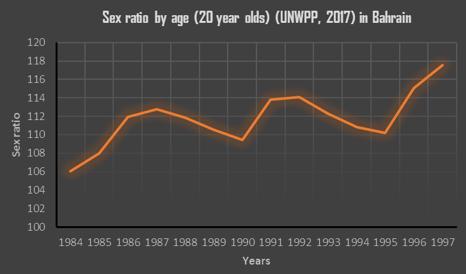 Sex ratio by age (20 year olds) (UNWPP, 2017) in Bahrain
120
118
116
114
112
110
108
106
104
102
100
Sex ratio
1984 1985 1986 1987 1988 1989 1990 1991 1992 1993 1994 1995 1996 1997
Years